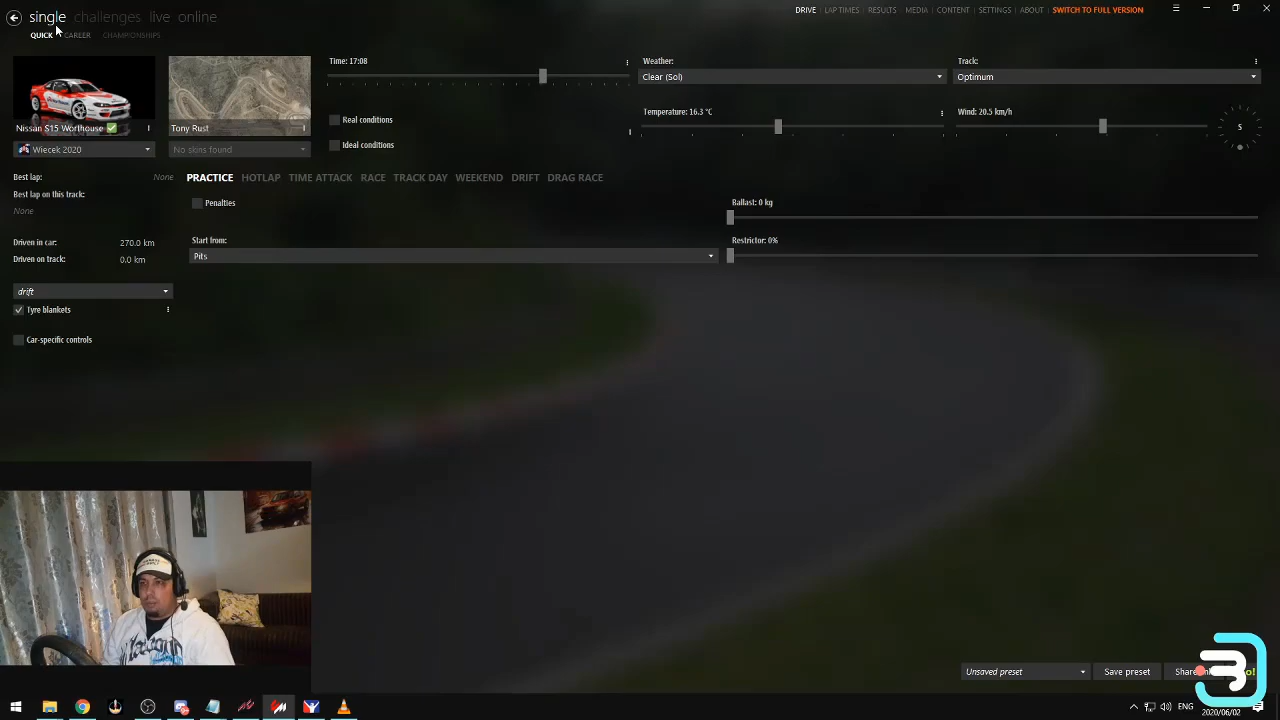 single challenges live online
DRIVE LAP TIMES RESULTS MEDIA CONTENT SETTINGS ABOUT SWITCH TO FULL VERSION
QUICK CAREER CHAMPIONSHIPS
Nissan S15 Worthouse ✅
Tony Rust
Wiecek 2020
No skins found
Time: 17:08
Weather:
Clear (Sol)
Track:
Optimum
Real conditions
Ideal conditions
Temperature: 16.3 °C
Wind: 20.5 km/h
S
Best lap: None
Best lap on this track:
None
Driven in car: 270.0 km
Driven on track: 0.0 km
drift
Tyre blankets
Car-specific controls
PRACTICE HOTLAP TIME ATTACK RACE TRACK DAY WEEKEND DRIFT DRAG RACE
Penalties
Start from:
Pits
Ballast: 0 kg
Restrictor: 0%
Unsaved preset
Save preset
Share
ENG
2020/06/02